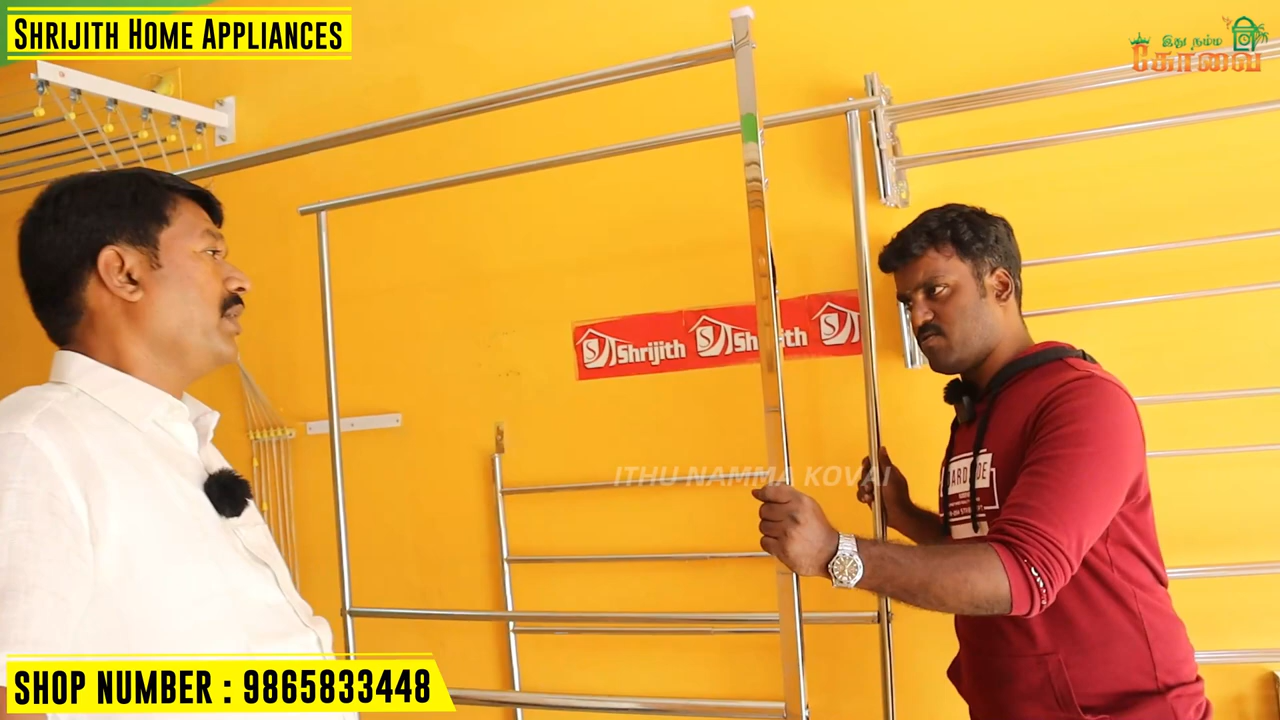 Shrijith Home Appliances
இது நம்ம
கோவை
Shrijith Shrijith
ITHU NAMMA KOVAI
SHOP NUMBER : 9865833448